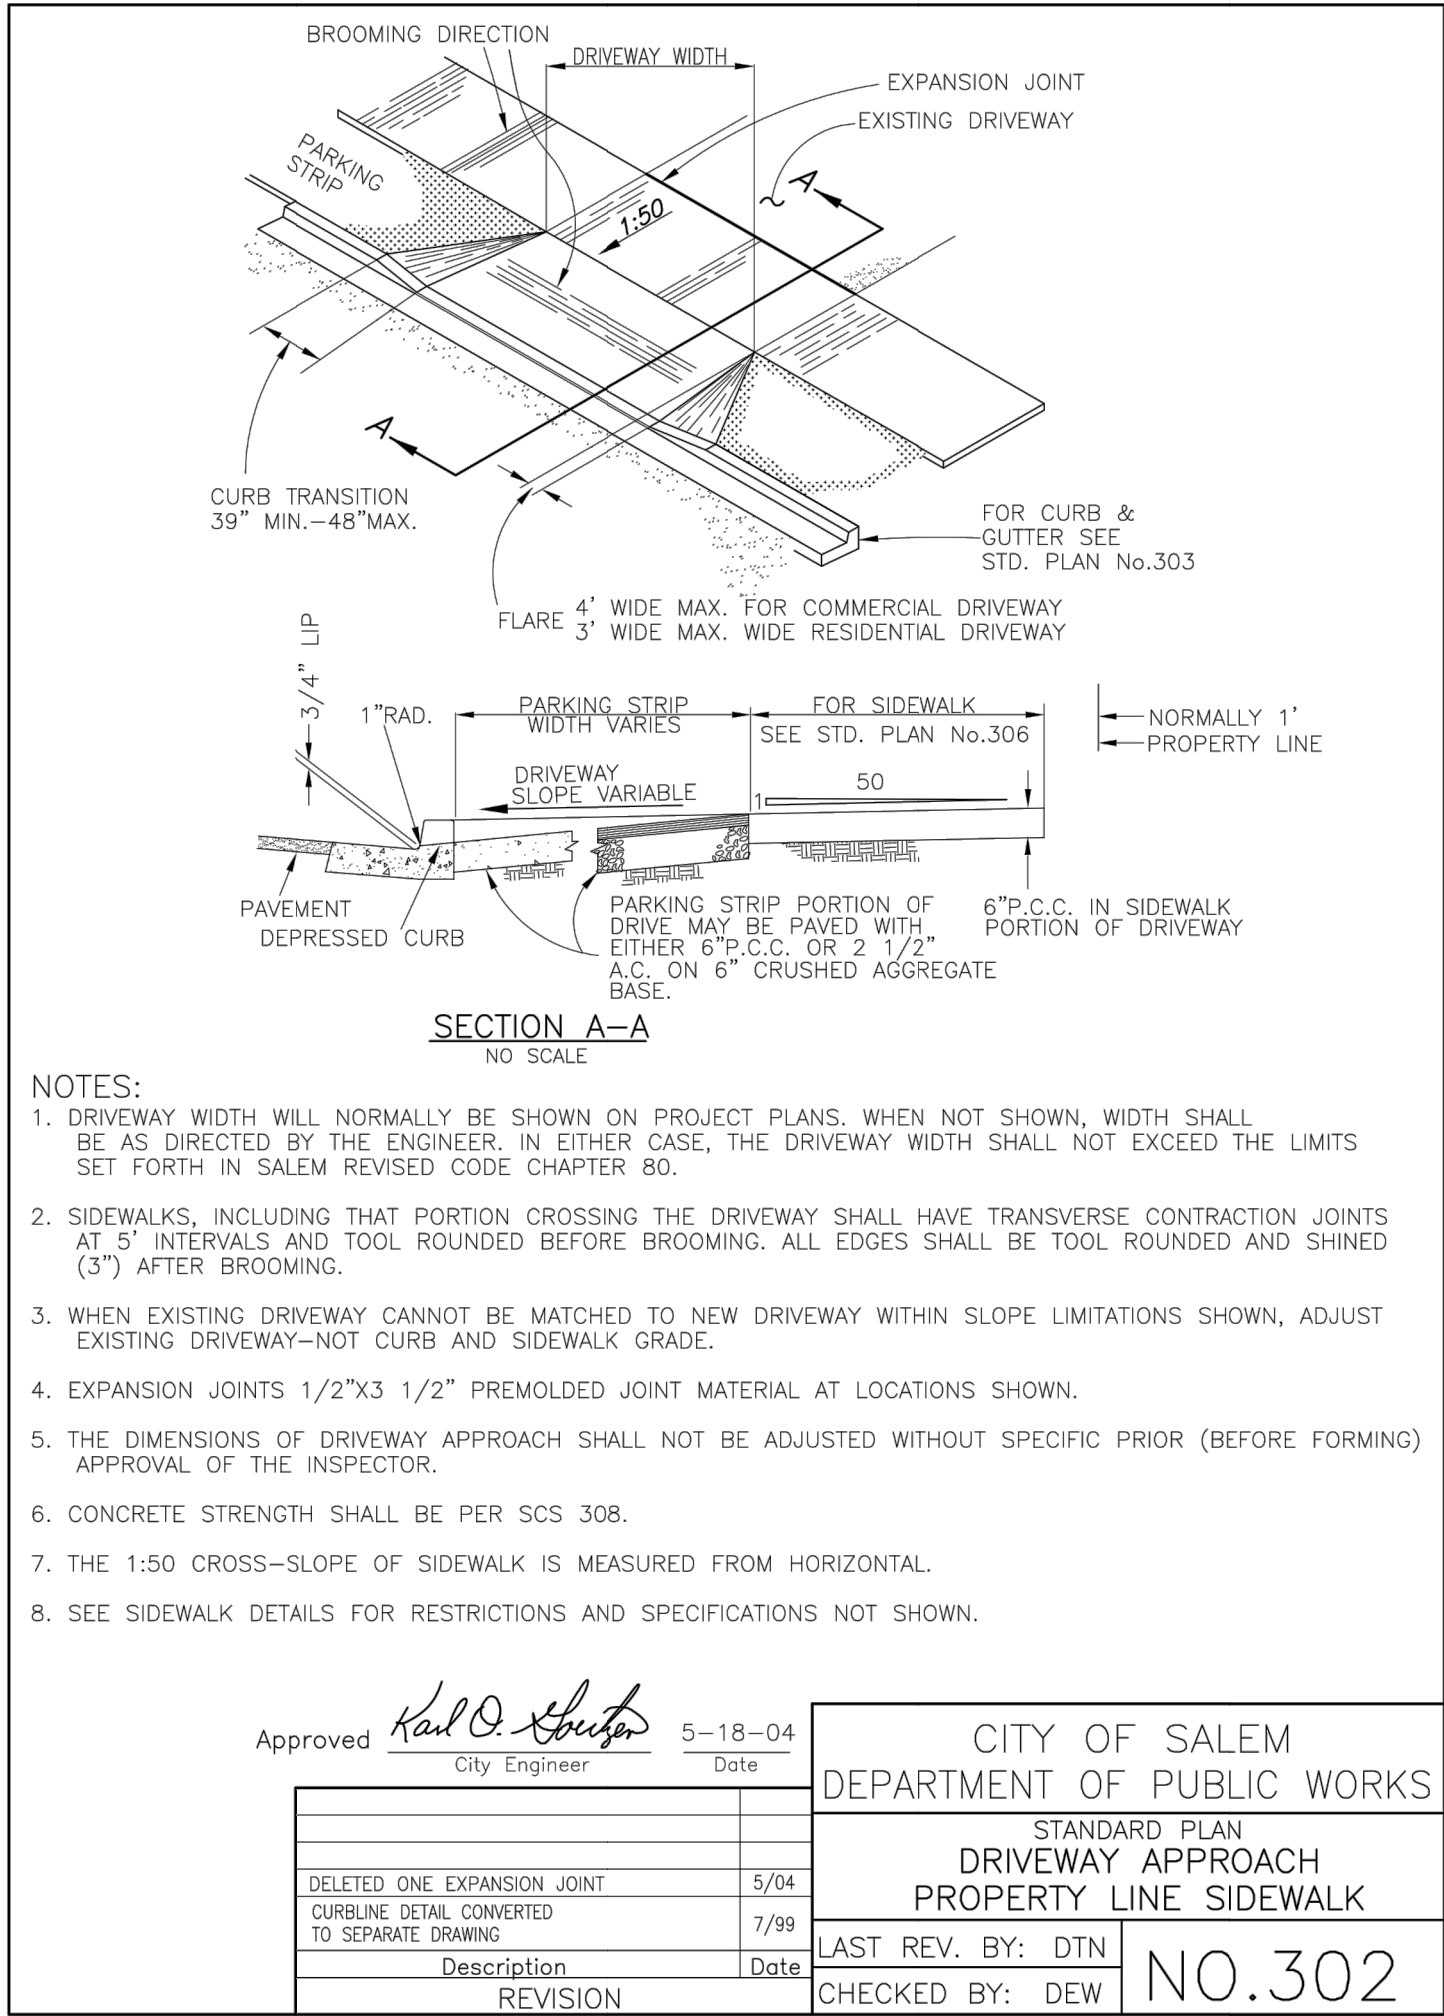 BROOMING DIRECTION
DRIVEWAY WIDTH
EXPANSION JOINT
EXISTING DRIVEWAY
PARKING
STRIP
A
1:50
A
CURB TRANSITION
39" MIN.-48"MAX.
FOR CURB &
GUTTER SEE
STD. PLAN No.303
FLARE
4' WIDE MAX. FOR COMMERCIAL DRIVEWAY
3' WIDE MAX. WIDE RESIDENTIAL DRIVEWAY
3/4" LIP
1"RAD.
PARKING STRIP
WIDTH VARIES
FOR SIDEWALK
SEE STD. PLAN No.306
NORMALLY 1'
PROPERTY LINE
DRIVEWAY
SLOPE VARIABLE
1
50
PAVEMENT
DEPRESSED CURB
PARKING STRIP PORTION OF
DRIVE MAY BE PAVED WITH
EITHER 6"P.C.C. OR 2 1/2"
A.C. ON 6" CRUSHED AGGREGATE
BASE.
6"P.C.C. IN SIDEWALK
PORTION OF DRIVEWAY
SECTION A-A
NO SCALE
NOTES:
1. DRIVEWAY WIDTH WILL NORMALLY BE SHOWN ON PROJECT PLANS. WHEN NOT SHOWN, WIDTH SHALL
BE AS DIRECTED BY THE ENGINEER. IN EITHER CASE, THE DRIVEWAY WIDTH SHALL NOT EXCEED THE LIMITS
SET FORTH IN SALEM REVISED CODE CHAPTER 80.
2. SIDEWALKS, INCLUDING THAT PORTION CROSSING THE DRIVEWAY SHALL HAVE TRANSVERSE CONTRACTION JOINTS
AT 5' INTERVALS AND TOOL ROUNDED BEFORE BROOMING. ALL EDGES SHALL BE TOOL ROUNDED AND SHINED
(3") AFTER BROOMING.
3. WHEN EXISTING DRIVEWAY CANNOT BE MATCHED TO NEW DRIVEWAY WITHIN SLOPE LIMITATIONS SHOWN, ADJUST
EXISTING DRIVEWAY-NOT CURB AND SIDEWALK GRADE.
4. EXPANSION JOINTS 1/2"X3 1/2" PREMOLDED JOINT MATERIAL AT LOCATIONS SHOWN.
5. THE DIMENSIONS OF DRIVEWAY APPROACH SHALL NOT BE ADJUSTED WITHOUT SPECIFIC PRIOR (BEFORE FORMING)
APPROVAL OF THE INSPECTOR.
6. CONCRETE STRENGTH SHALL BE PER SCS 308.
7. THE 1:50 CROSS-SLOPE OF SIDEWALK IS MEASURED FROM HORIZONTAL.
8. SEE SIDEWALK DETAILS FOR RESTRICTIONS AND SPECIFICATIONS NOT SHOWN.
Approved Karl O. 5-18-04
City Engineer Date
DELETED ONE EXPANSION JOINT 5/04
CURBLINE DETAIL CONVERTED
TO SEPARATE DRAWING 7/99
Description Date
REVISION
CITY OF SALEM
DEPARTMENT OF PUBLIC WORKS
STANDARD PLAN
DRIVEWAY APPROACH
PROPERTY LINE SIDEWALK
LAST REV. BY: DTN
CHECKED BY: DEW
NO.302